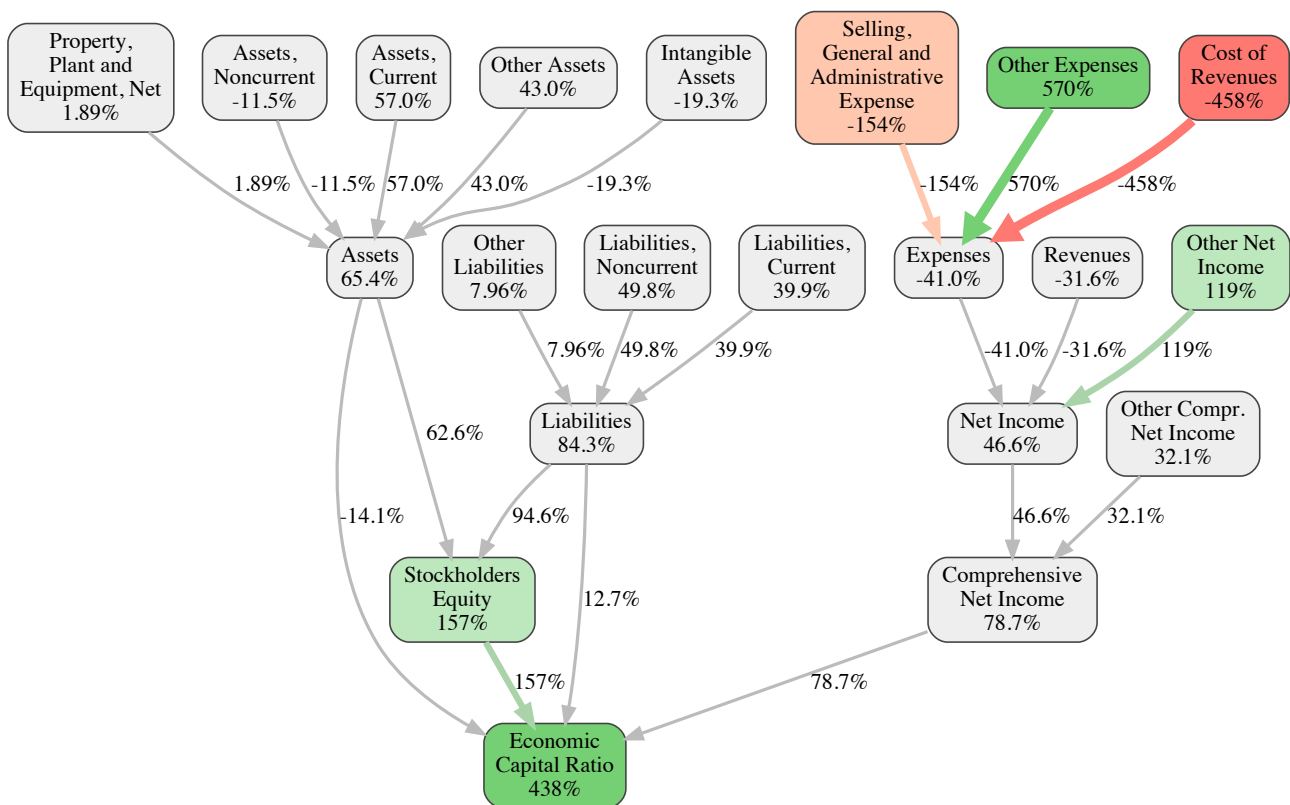 Property,
Plant and
Equipment, Net
1.89%
Assets,
Noncurrent
-11.5%
Assets,
Current
57.0%
Other Assets
43.0%
Intangible
Assets
-19.3%
Selling,
General and
Administrative
Expense
-154%
Other Expenses
570%
Cost of
Revenues
-458%
1.89%
-11.5%
57.0%
43.0%
-19.3%
-154%
570%
-458%
Assets
65.4%
Other
Liabilities
7.96%
Liabilities,
Noncurrent
49.8%
Liabilities,
Current
39.9%
Expenses
-41.0%
Revenues
-31.6%
Other Net
Income
119%
7.96%
49.8%
39.9%
-41.0%
-31.6%
119%
62.6%
Liabilities
84.3%
Net Income
46.6%
Other Compr.
Net Income
32.1%
-14.1%
94.6%
46.6%
32.1%
Stockholders
Equity
157%
12.7%
Comprehensive
Net Income
78.7%
157%
78.7%
Economic
Capital Ratio
438%